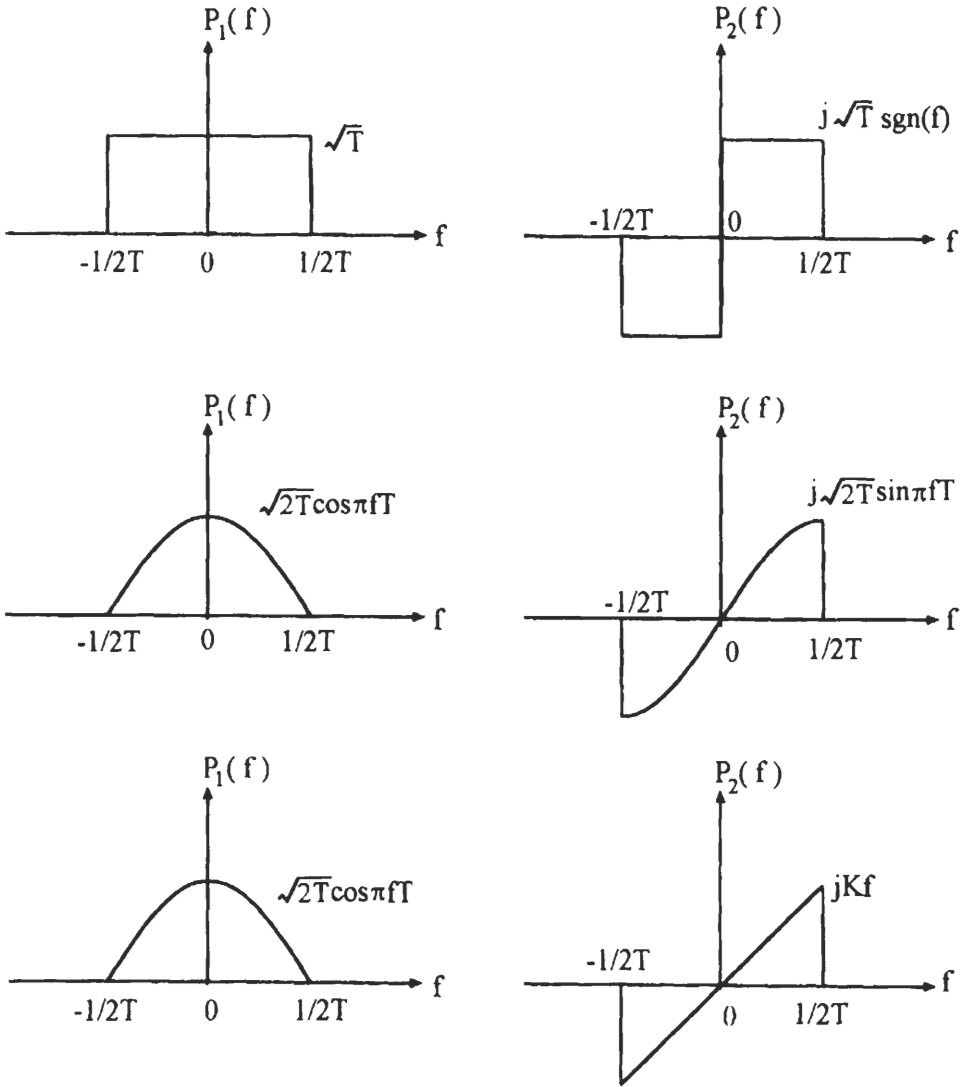 P₁(f)
√T
f
-1/2T
0
1/2T
P₂(f)
j√T sgn(f)
-1/2T
0
f
1/2T
P₁(f)
√2T cosπfT
f
-1/2T
0
1/2T
P₂(f)
j√2T sinπfT
-1/2T
f
0
1/2T
P₁(f)
√2T cosπfT
f
-1/2T
0
1/2T
P₂(f)
jKf
-1/2T
f
0
1/2T